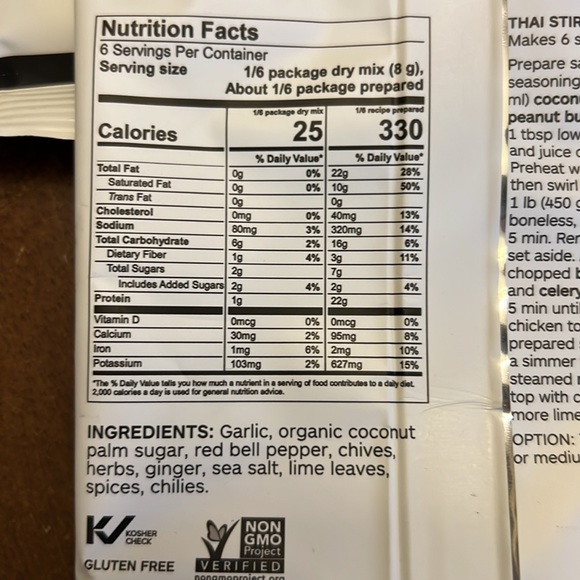 Nutrition Facts
6 Servings Per Container
Serving size 1/6 package dry mix (8 g),
About 1/6 package prepared
1/6 package dry mix 1/6 recipe prepared
Calories 25 330
% Daily Value* % Daily Value*
Total Fat 0g 0% 22g 28%
Saturated Fat 0g 0% 10g 50%
Trans Fat 0g 0g
Cholesterol 0mg 0% 40mg 13%
Sodium 80mg 3% 320mg 14%
Total Carbohydrate 6g 2% 16g 6%
Dietary Fiber 1g 4% 3g 11%
Total Sugars 2g 7g
Includes Added Sugars 2g 4% 2g 4%
Protein 1g 22g
Vitamin D 0mcg 0% 0mcg 0%
Calcium 30mg 2% 95mg 8%
Iron 1mg 6% 2mg 10%
Potassium 103mg 2% 627mg 15%
*The % Daily Value tells you how much a nutrient in a serving of food contributes to a daily diet.
2,000 calories a day is used for general nutrition advice.
INGREDIENTS: Garlic, organic coconut
palm sugar, red bell pepper, chives,
herbs, ginger, sea salt, lime leaves,
spices, chilies.
KOSHER
CHECK
GLUTEN FREE
NON
GMO
Project
VERIFIED
nongmoproject.org
THAI STIR
Makes 6 s
Prepare sa
seasoning
ml) cocon
peanut bu
(1 tbsp low
and juice o
Preheat w
then swirl
1 lb (450 g
boneless,
5 min. Rem
set aside.
chopped b
and celery
5 min unti
chicken to
prepared
a simmer
steamed
top with c
more lime
OPTION:
or mediu